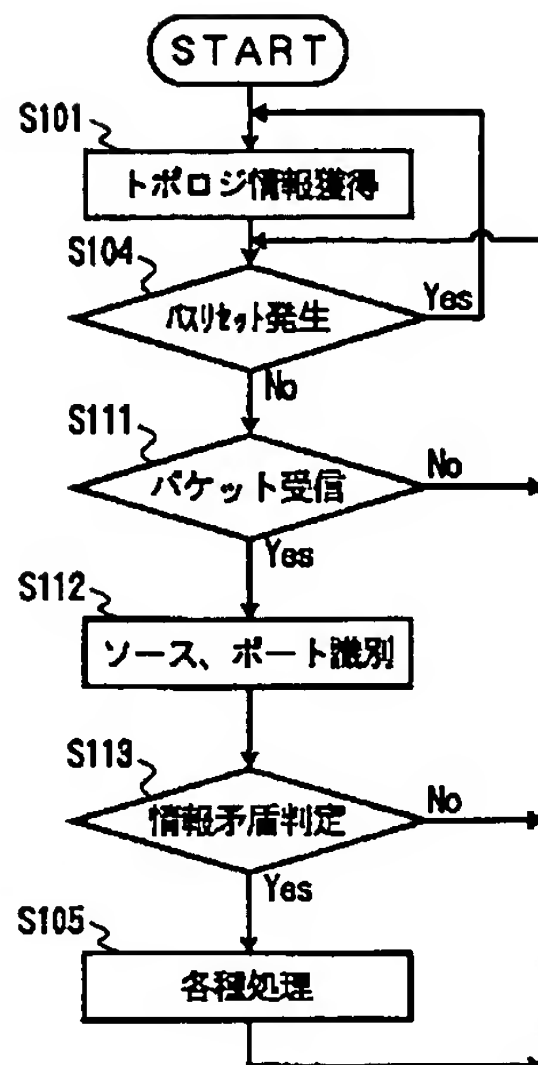 START
S101
トポロジ情報獲得
S104
バスリセット発生
Yes
No
S111
パケット受信
No
Yes
S112
ソース、ポート識別
S113
情報矛盾判定
No
Yes
S105
各種処理